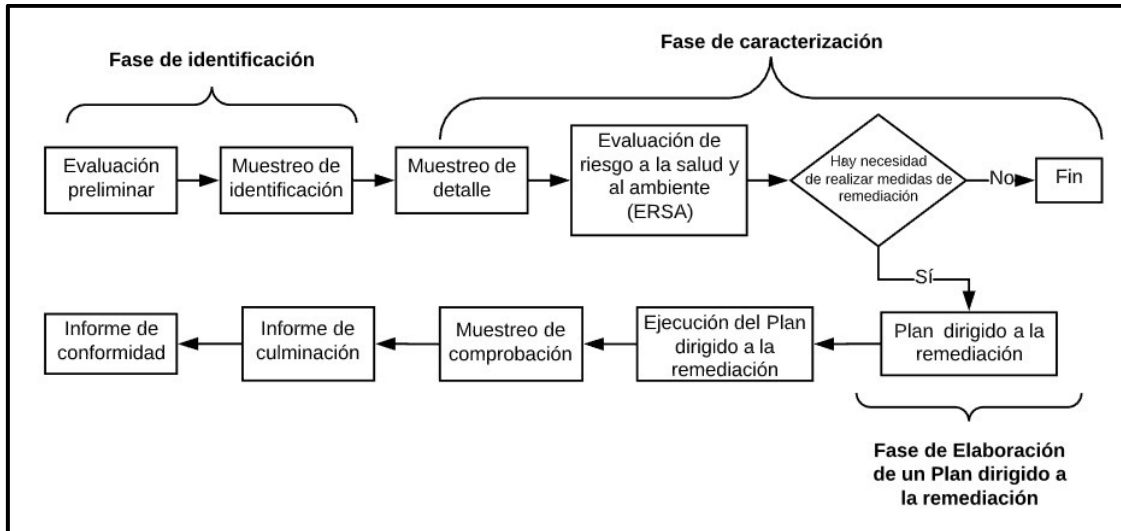 Fase de identificación
Fase de caracterización
Evaluación
preliminar
Muestreo de
identificación
Muestreo de
detalle
Evaluación de
riesgo a la salud y
al ambiente
(ERSA)
Hay necesidad
de realizar medidas de
remediación
No
Fin
Sí
Plan dirigido a la
remediación
Ejecución del Plan
dirigido a la
remediación
Muestreo de
comprobación
Informe de
culminación
Informe de
conformidad
Fase de Elaboración
de un Plan dirigido a
la remediación